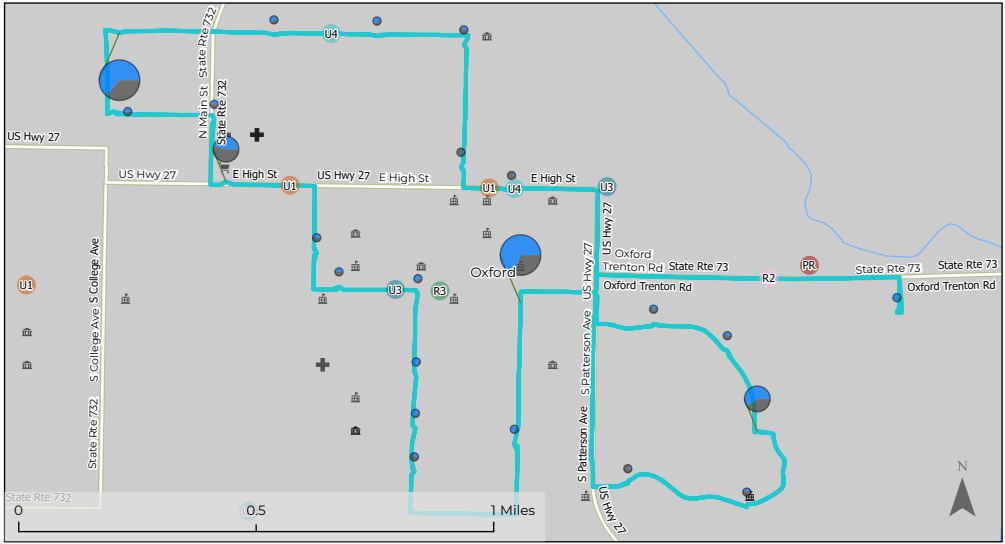 State Rte 732
U4
N Main St
State Rte 732
US Hwy 27
US Hwy 27
E High St
US Hwy 27
E High St
E High St
U1
U1
U4
U3
US Hwy 27
Oxford
Trenton Rd
State Rte 73
PR
R2
State Rte 73
State Rte 73
Oxford
Oxford Trenton Rd
Oxford Trenton Rd
U1
U3
R3
S College Ave
S College Ave
US Hwy 27
S Patterson Ave
S Patterson Ave
State Rte 732
State Rte 732
US Hwy 27
N
0
0.5
1 Miles